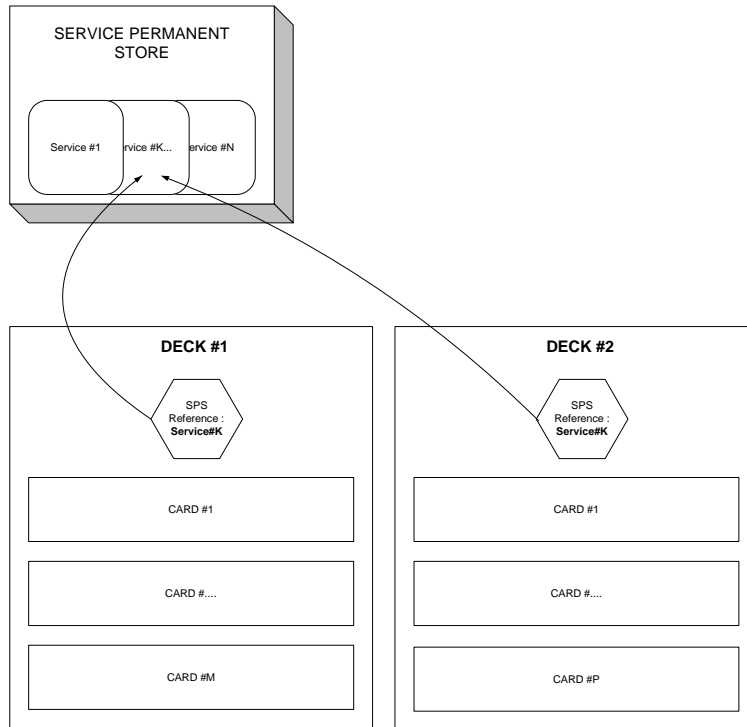 SERVICE PERMANENT
STORE
Service #1
rvice #K...
ervice #N
DECK #1
SPS
Reference :
Service#K
CARD #1
CARD #....
CARD #M
DECK #2
SPS
Reference :
Service#K
CARD #1
CARD #....
CARD #P